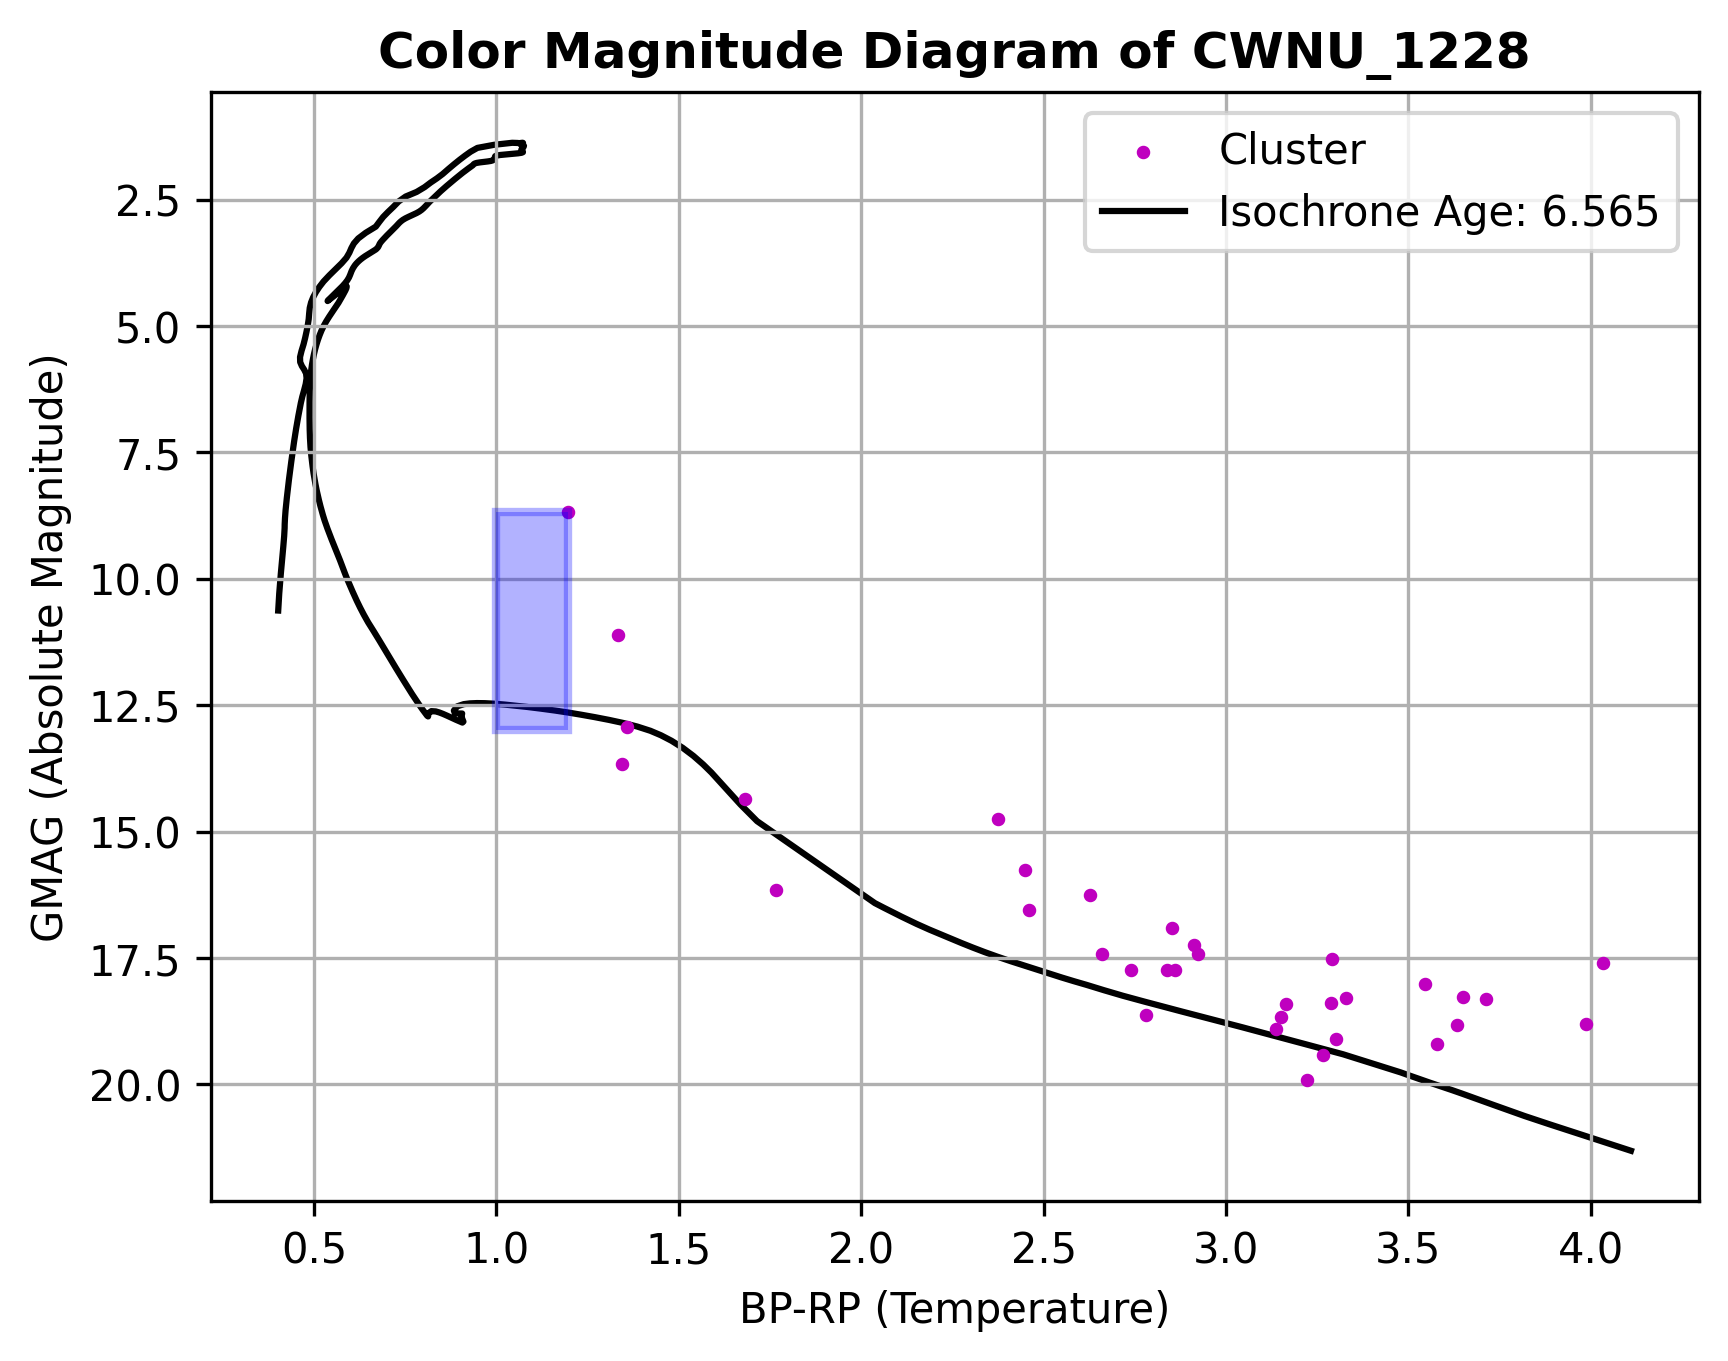 Color Magnitude Diagram of CWNU_1228
Cluster
Isochrone Age: 6.565
GMAG (Absolute Magnitude)
2.5
5.0
7.5
10.0
12.5
15.0
17.5
20.0
0.5 1.0 1.5 2.0 2.5 3.0 3.5 4.0
BP-RP (Temperature)